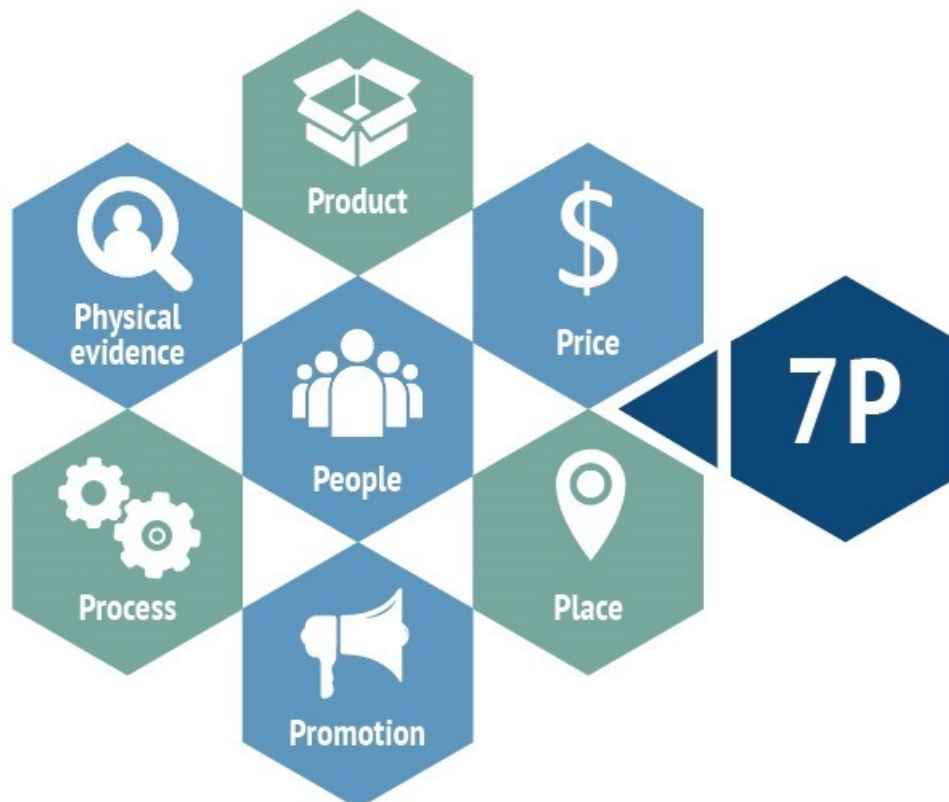 Product
Physical
evidence
$
Price
7P
People
Process
Place
Promotion